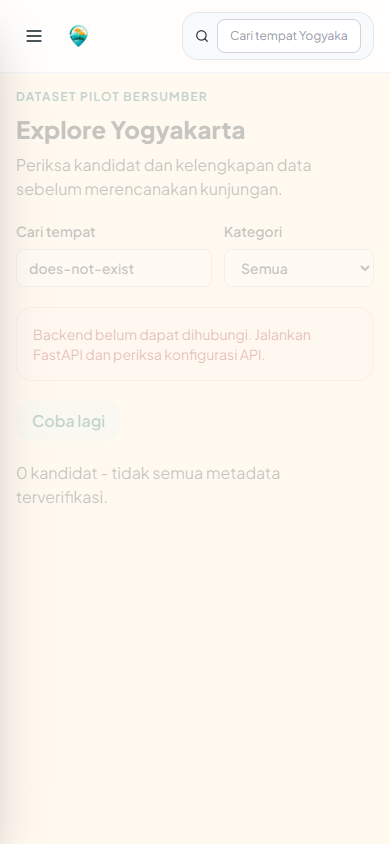 Cari tempat Yogyaka
DATASET PILOT BERSUMBER
Explore Yogyakarta
Periksa kandidat dan kelengkapan data
sebelum merencanakan kunjungan.
Cari tempat
Kategori
does-not-exist
Semua
Backend belum dapat dihubungi. Jalankan
FastAPI dan periksa konfigurasi API.
Coba lagi
0 kandidat - tidak semua metadata
terverifikasi.